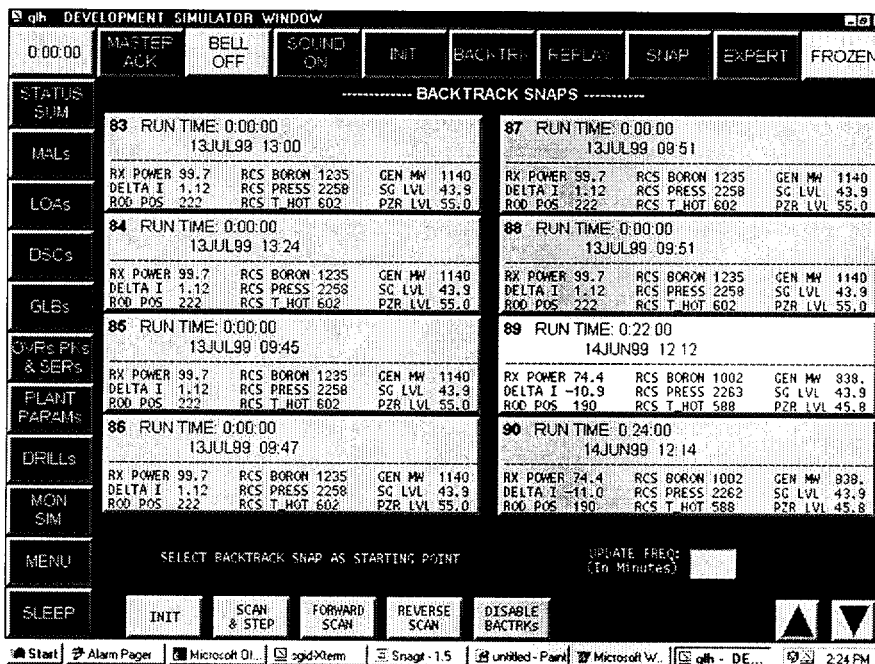 qlh DEVELOPMENT SIMULATOR WINDOW
0:00:00
MASTER ACK
BELL OFF
SOUND ON
INIT
BACKTRK
REPLAY
SNAP
EXPERT
FROZEN
STATUS SUM
MALs
LOAs
DSCs
GLBs
OVRs PKs & SERs
PLANT PARAMs
DRILLs
MON SIM
MENU
SLEEP
------------ BACKTRACK SNAPS -----------
83 RUN TIME: 0:00:00
13JUL99 13:00
RX POWER 99.7 RCS BORON 1235 GEN MW 1140
DELTA I 1.12 RCS PRESS 2258 SG LVL 43.9
ROD POS 222 RCS T_HOT 602 PZR LVL 55.0
84 RUN TIME: 0:00:00
13JUL99 13:24
RX POWER 99.7 RCS BORON 1235 GEN MW 1140
DELTA I 1.12 RCS PRESS 2258 SG LVL 43.9
ROD POS 222 RCS T_HOT 602 PZR LVL 55.0
85 RUN TIME: 0:00:00
13JUL99 09:45
RX POWER 99.7 RCS BORON 1235 GEN MW 1140
DELTA I 1.12 RCS PRESS 2258 SG LVL 43.9
ROD POS 222 RCS T_HOT 602 PZR LVL 55.0
86 RUN TIME: 0:00:00
13JUL99 09:47
RX POWER 99.7 RCS BORON 1235 GEN MW 1140
DELTA I 1.12 RCS PRESS 2258 SG LVL 43.9
ROD POS 222 RCS T_HOT 602 PZR LVL 55.0
87 RUN TIME: 0:00:00
13JUL99 09:51
RX POWER 99.7 RCS BORON 1235 GEN MW 1140
DELTA I 1.12 RCS PRESS 2258 SG LVL 43.9
ROD POS 222 RCS T_HOT 602 PZR LVL 55.0
88 RUN TIME: 0:00:00
13JUL99 09:51
RX POWER 99.7 RCS BORON 1235 GEN MW 1140
DELTA I 1.12 RCS PRESS 2258 SG LVL 43.9
ROD POS 222 RCS T_HOT 602 PZR LVL 55.0
89 RUN TIME: 0:22:00
14JUN99 12:12
RX POWER 74.4 RCS BORON 1002 GEN MW 838.
DELTA I -10.9 RCS PRESS 2263 SG LVL 43.9
ROD POS 190 RCS T_HOT 588 PZR LVL 45.8
90 RUN TIME: 0:24:00
14JUN99 12:14
RX POWER 74.4 RCS BORON 1002 GEN MW 838.
DELTA I -11.0 RCS PRESS 2262 SG LVL 43.9
ROD POS 190 RCS T_HOT 588 PZR LVL 45.8
SELECT BACKTRACK SNAP AS STARTING POINT
UPDATE FREQ:
(In Minutes)
INIT
SCAN & STEP
FORWARD SCAN
REVERSE SCAN
DISABLE BACTRKs
Start Alarm Pager Microsoft Of... sgid-Xterm Snagit - 1.5 untitled - Paint Microsoft W... qlh - DE... 2:24 PM